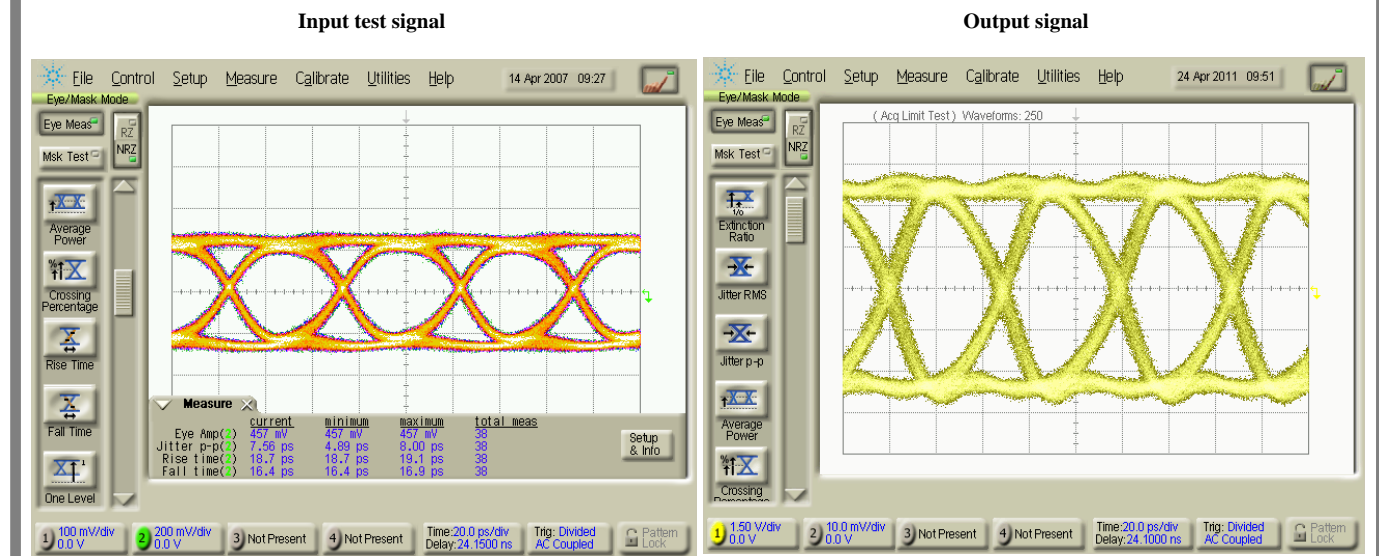 Input test signal
Output signal
File Control Setup Measure Calibrate Utilities Help 14 Apr 2007 09:27
Eye/Mask Mode
Eye Meas
RZ
NRZ
Msk Test
Average
Power
Crossing
Percentage
Rise Time
Fall Time
One Level
Measure
current minimum maximum total meas
Eye Amp(2) 457 mV 457 mV 457 mV 38
Jitter p-p(2) 7.56 ps 4.89 ps 8.00 ps 38
Rise time(2) 18.7 ps 18.7 ps 19.1 ps 38
Fall time(2) 16.4 ps 16.4 ps 16.9 ps 38
Setup
& Info
1) 100 mV/div
0.0 V
2) 200 mV/div
0.0 V
3) Not Present
4) Not Present
Time:20.0 ps/div
Delay:24.1500 ns
Trig: Divided
AC Coupled
Pattern
Lock
File Control Setup Measure Calibrate Utilities Help 24 Apr 2011 09:51
Eye/Mask Mode
Eye Meas
RZ
NRZ
Msk Test
( Acq Limit Test ) Waveforms: 250
1/0
Extinction
Ratio
Jitter RMS
Jitter p-p
Average
Power
Crossing
Percentage
1) 1.50 V/div
0.0 V
2) 10.0 mV/div
0.0 V
3) Not Present
4) Not Present
Time:20.0 ps/div
Delay:24.1000 ns
Trig: Divided
AC Coupled
Pattern
Lock